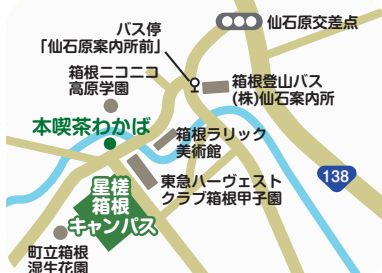 バス停
「仙石原案内所前」
仙石原交差点
箱根ニコニコ
高原学園
箱根登山バス
(株)仙石案内所
本喫茶わかば
箱根ラリック
美術館
東急ハーヴェスト
クラブ箱根甲子園
138
星槎
箱根
キャンパス
町立箱根
湿生花園